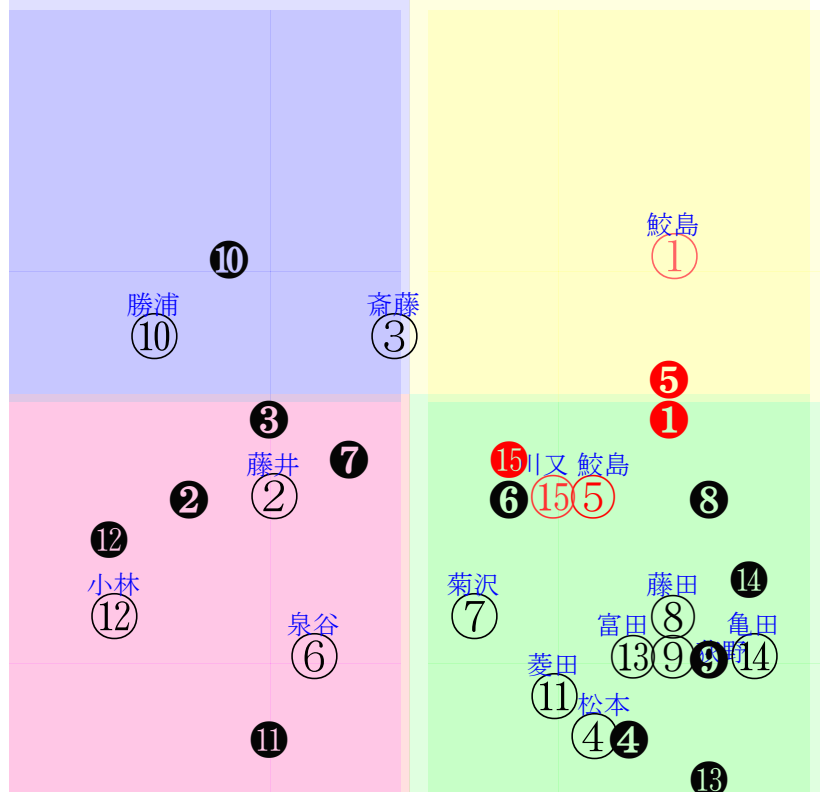 鮫島
①
❿
勝浦 斎藤
⑩ ③
❺
❸ ❶
藤井 ❼ ⓯ 川又 鮫島
❷ ② ❻ ⑮ ⑤ ❽
⓬
小林 菊沢 藤田 ⓮
⑫ ⑦ ⑧
泉谷 富田 亀田
⑥ ⑬ ⑨ ❾ ⑭
菱田
⑪
松本
⓫ ④ ❹
⓭